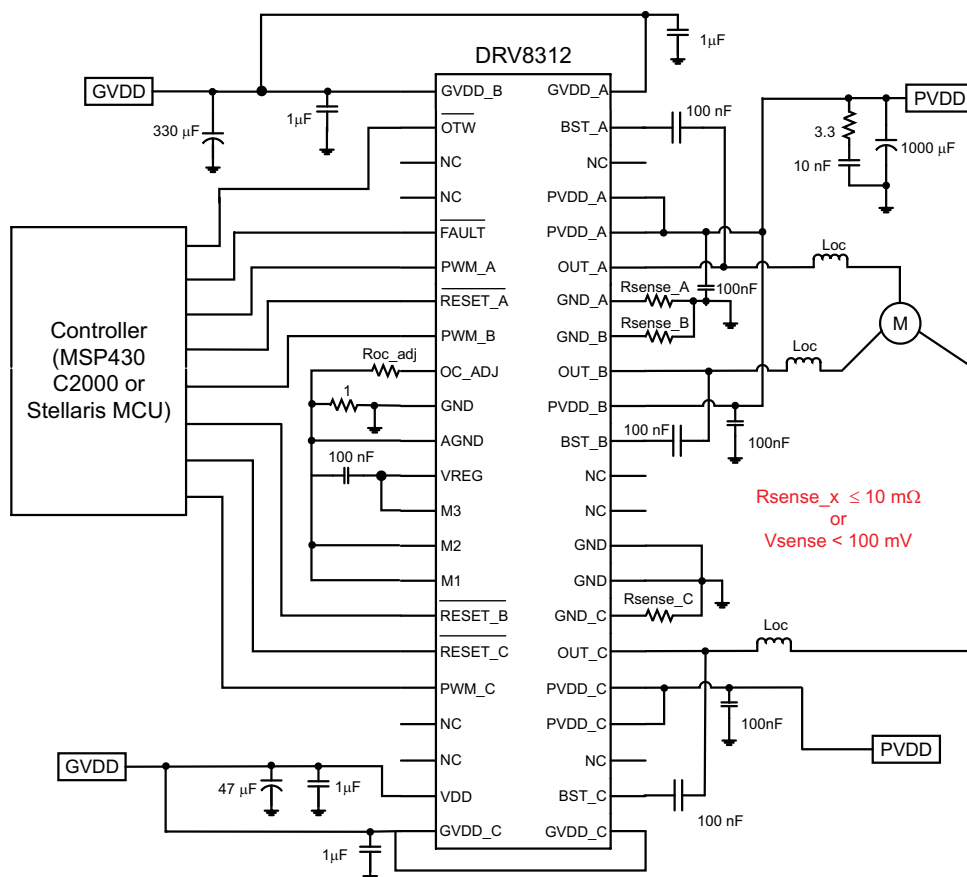 1μF
DRV8312
GVDD
330 μF
1μF
GVDD_B
OTW
NC
NC
FAULT
PWM_A
RESET_A
PWM_B
OC_ADJ
GND
AGND
VREG
M3
M2
M1
RESET_B
RESET_C
PWM_C
NC
NC
VDD
GVDD_C
GVDD_A
BST_A
NC
PVDD_A
PVDD_A
OUT_A
GND_A
GND_B
OUT_B
PVDD_B
BST_B
NC
NC
GND
GND
GND_C
OUT_C
PVDD_C
PVDD_C
NC
BST_C
GVDD_C
Controller
(MSP430
C2000 or
Stellaris MCU)
Roc_adj
1
100 nF
GVDD
47 μF
1μF
1μF
100 nF
PVDD
3.3
10 nF
1000 μF
Loc
100nF
Rsense_A
Rsense_B
M
Loc
100 nF
100nF
Rsense_x ≤ 10 mΩ
or
Vsense < 100 mV
Rsense_C
Loc
100nF
PVDD
100 nF